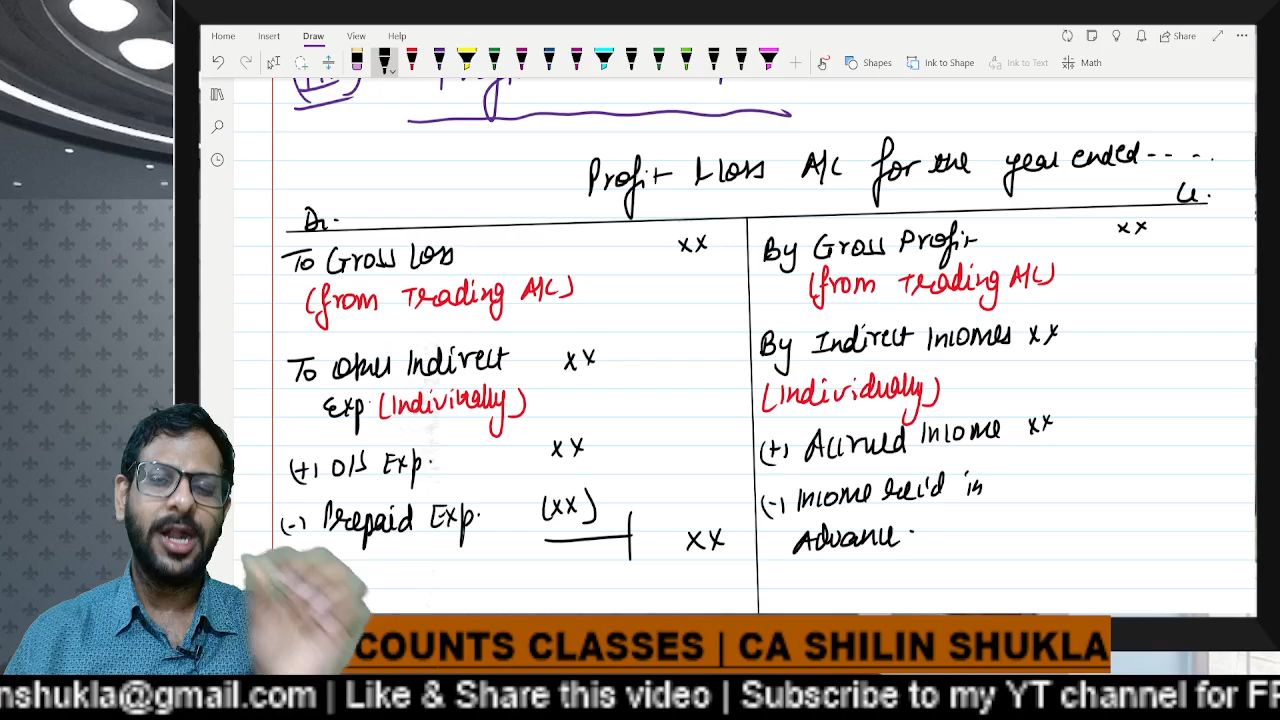 Home Insert Draw View Help
Share
Shapes Ink to Shape Ink to Text Math
Profit & Loss A/c for the year ended-- --
Dr. Cr.
To Gross Loss xx
(from Trading A/c)
To Other Indirect xx
Exp. (Indivirally)
(+) O/S Exp. xx
(-) Prepaid Exp. (xx)
xx
By Gross Profit xx
(from Trading A/c)
By Indirect Incomes xx
(Individually)
(+) Accrued Income xx
(-) Income rec'd in
Advance.
COUNTS CLASSES | CA SHILIN SHUKLA
nshukla@gmail.com | Like & Share this video | Subscribe to my YT channel for